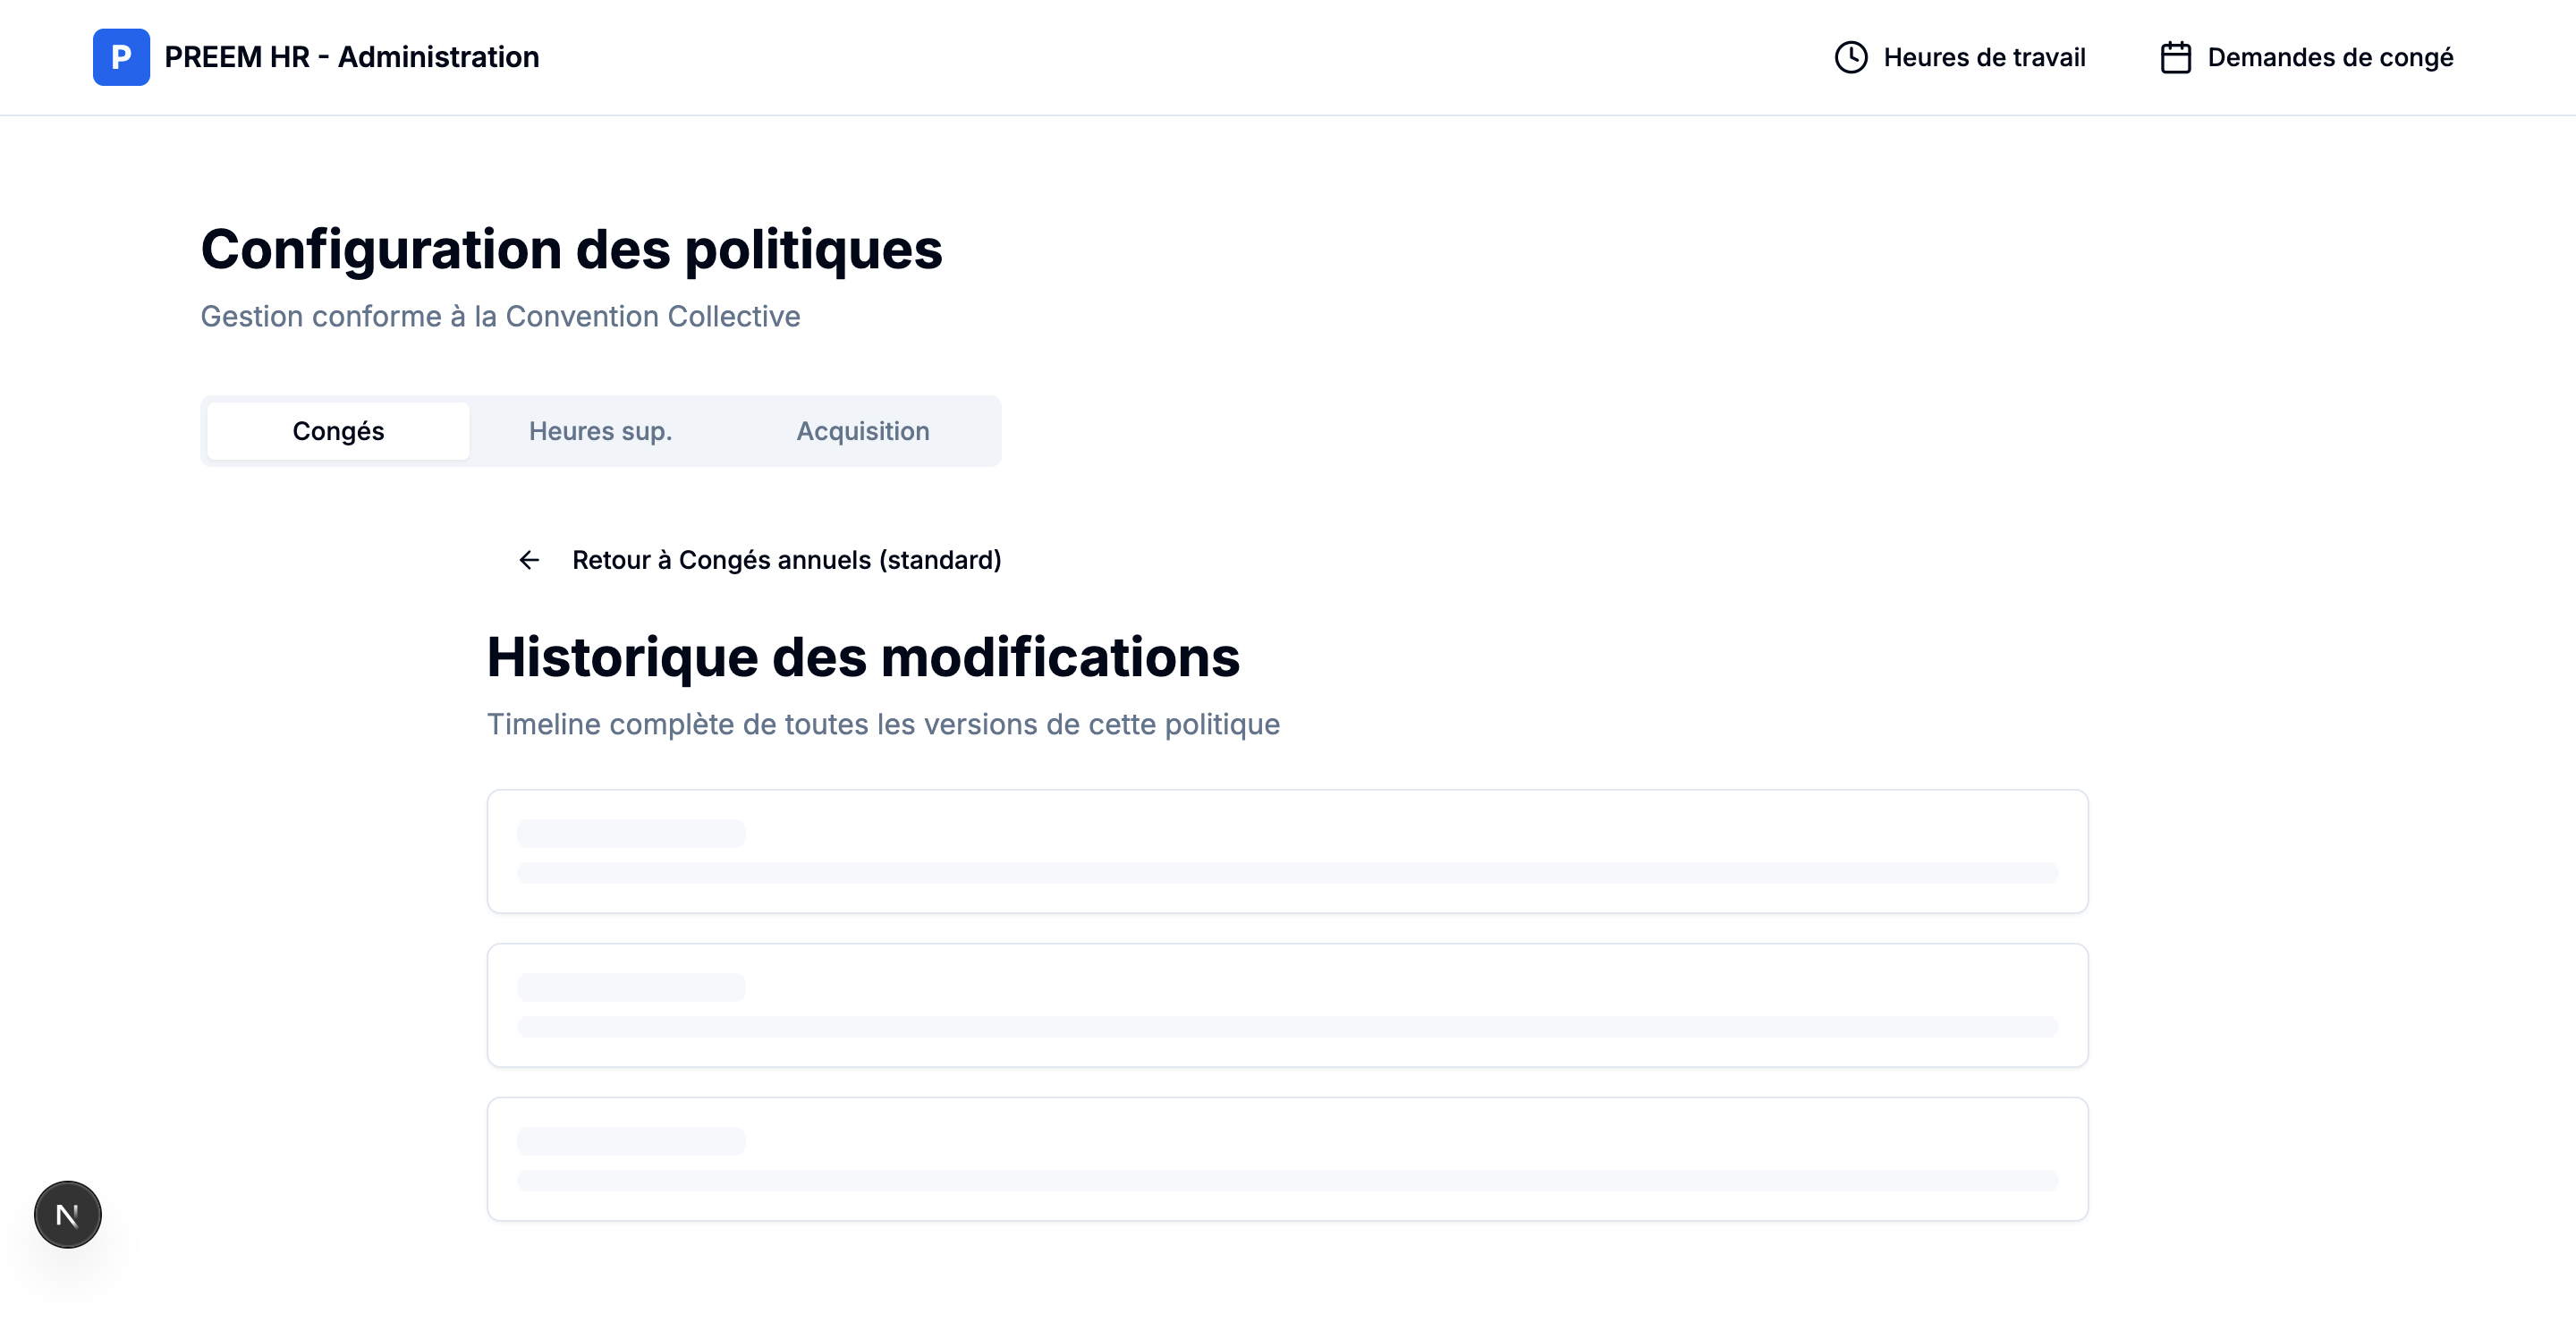 P PREEM HR - Administration
Heures de travail
Demandes de congé
Configuration des politiques
Gestion conforme à la Convention Collective
Congés
Heures sup.
Acquisition
Retour à Congés annuels (standard)
Historique des modifications
Timeline complète de toutes les versions de cette politique
N